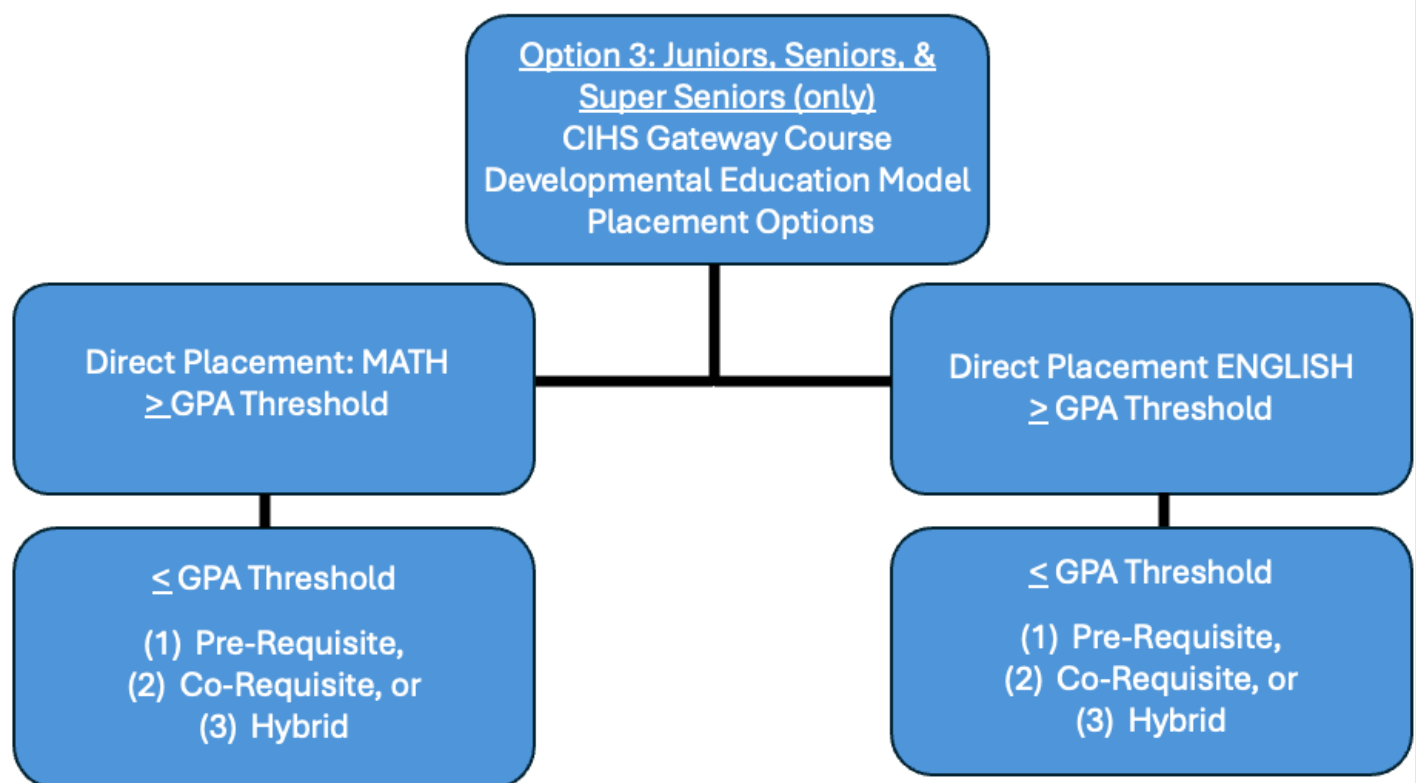 Option 3: Juniors, Seniors, &
Super Seniors (only)
CIHS Gateway Course
Developmental Education Model
Placement Options
Direct Placement: MATH
≥ GPA Threshold
Direct Placement ENGLISH
≥ GPA Threshold
≤ GPA Threshold
(1) Pre-Requisite,
(2) Co-Requisite, or
(3) Hybrid
≤ GPA Threshold
(1) Pre-Requisite,
(2) Co-Requisite, or
(3) Hybrid